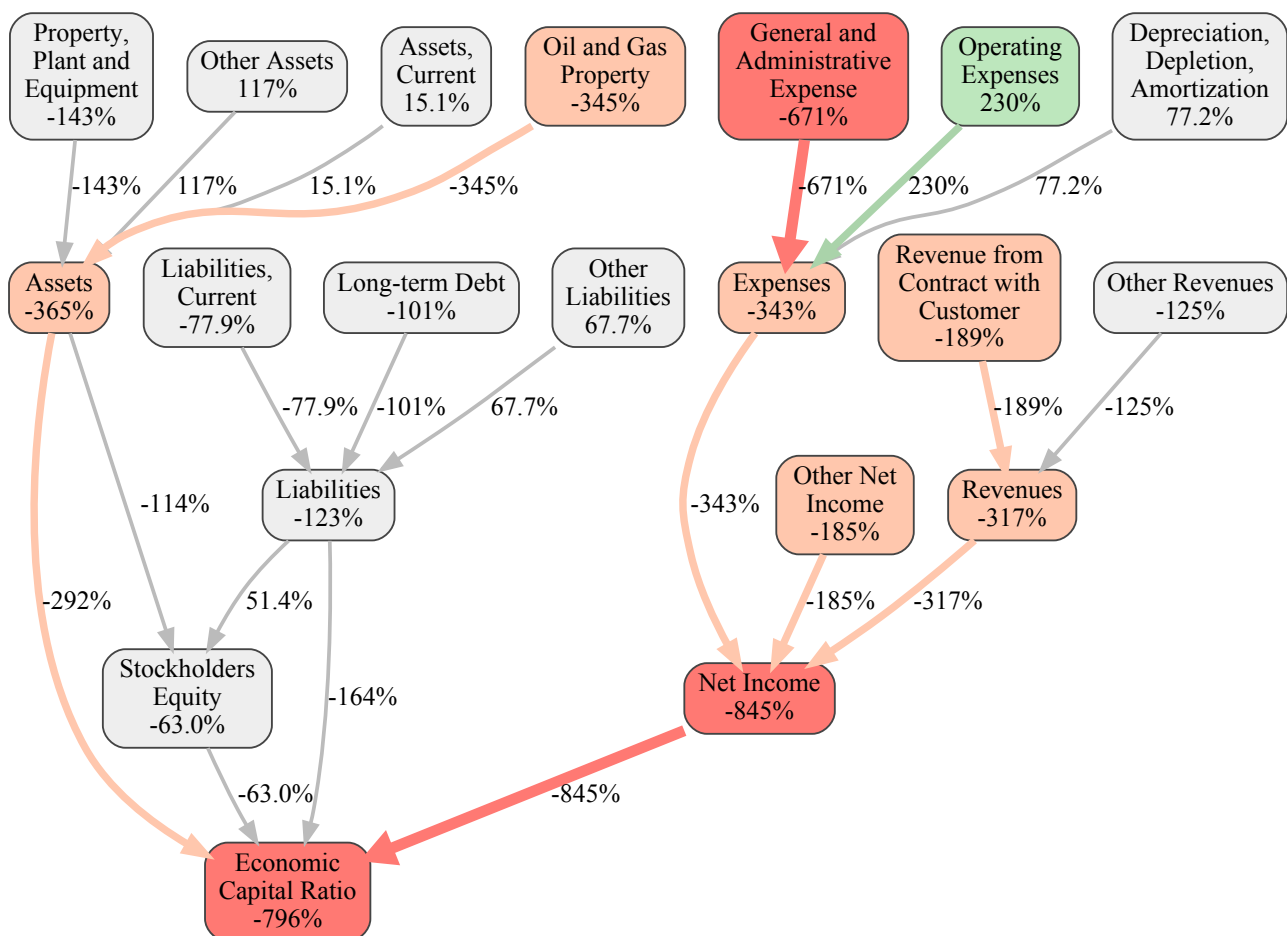 Property,
Plant and
Equipment
-143%
Other Assets
117%
Assets,
Current
15.1%
Oil and Gas
Property
-345%
General and
Administrative
Expense
-671%
Operating
Expenses
230%
Depreciation,
Depletion,
Amortization
77.2%
-143%
117%
15.1%
-345%
-671%
230%
77.2%
Assets
-365%
Liabilities,
Current
-77.9%
Long-term Debt
-101%
Other
Liabilities
67.7%
Expenses
-343%
Revenue from
Contract with
Customer
-189%
Other Revenues
-125%
-77.9%
-101%
67.7%
-189%
-125%
-114%
Liabilities
-123%
-343%
Other Net
Income
-185%
Revenues
-317%
-292%
51.4%
-185%
-317%
Stockholders
Equity
-63.0%
-164%
Net Income
-845%
-63.0%
-845%
Economic
Capital Ratio
-796%